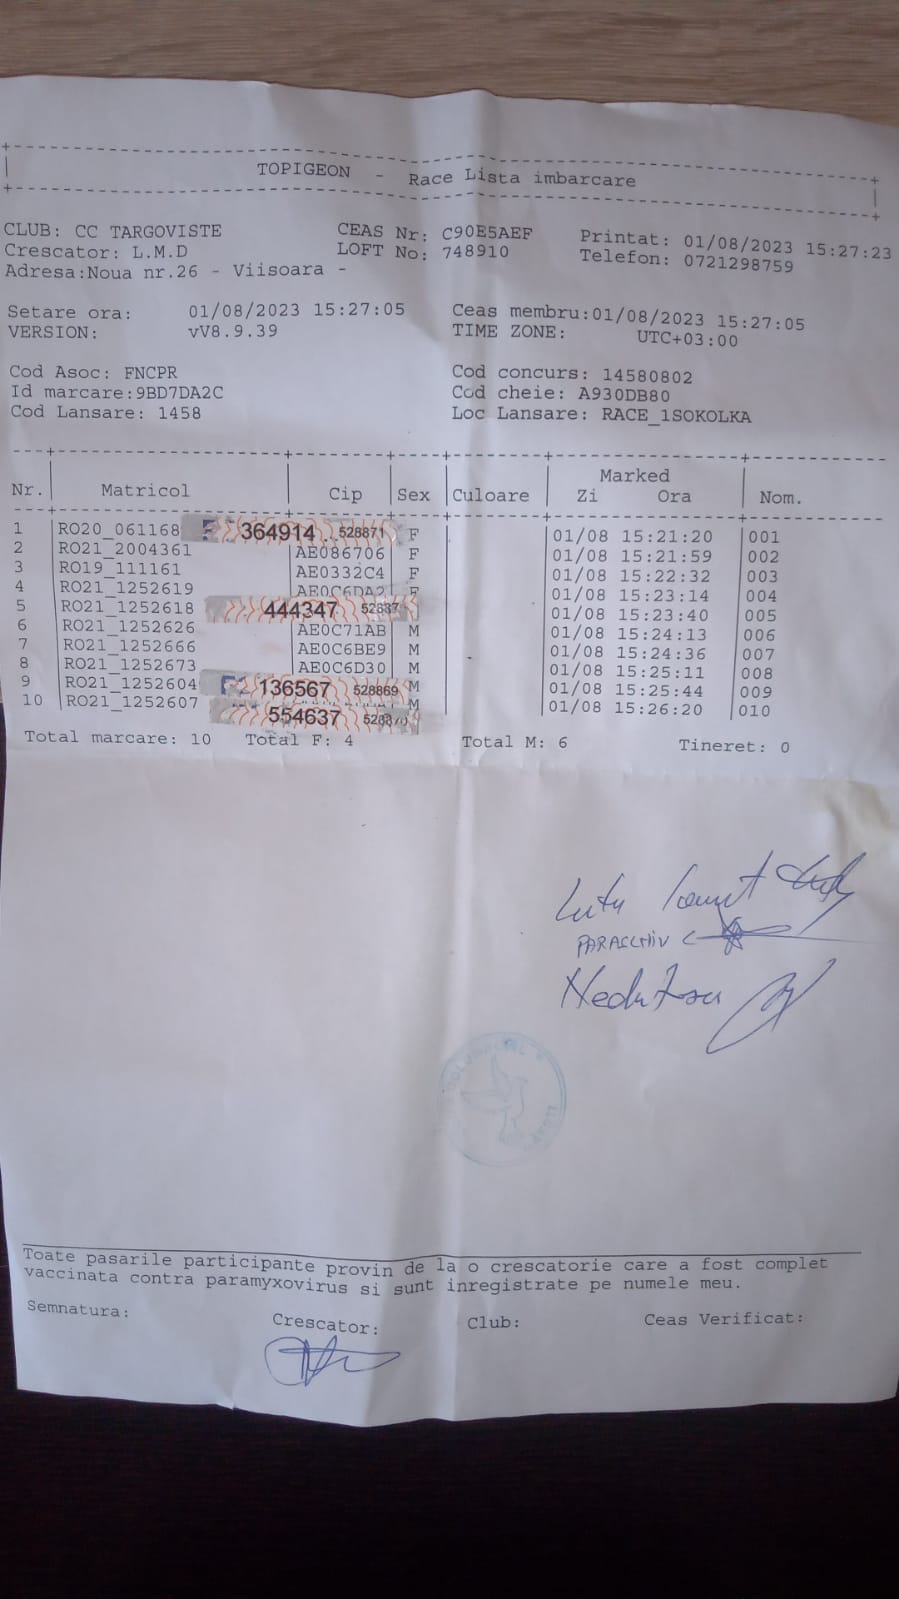 TOPIGEON - Race Lista imbarcare
CLUB: CC TARGOVISTE CEAS Nr: C90E5AEF Printat: 01/08/2023 15:27:23
Crescator: L.M.D LOFT No: 748910 Telefon: 0721298759
Adresa:Noua nr.26 - Viisoara -
Setare ora: 01/08/2023 15:27:05 Ceas membru:01/08/2023 15:27:05
VERSION: vV8.9.39 TIME ZONE: UTC+03:00
Cod Asoc: FNCPR Cod concurs: 14580802
Id marcare:9BD7DA2C Cod cheie: A930DB80
Cod Lansare: 1458 Loc Lansare: RACE_1SOKOLKA
Marked
Nr. Matricol Cip Sex Culoare Zi Ora Nom.
1 RO20_061168 364914 528871 F 01/08 15:21:20 001
2 RO21_2004361 AE086706 F 01/08 15:21:59 002
3 RO19_111161 AE0332C4 F 01/08 15:22:32 003
4 RO21_1252619 AE0C6DA2 F 01/08 15:23:14 004
5 RO21_1252618 444347 01/08 15:23:40 005
6 RO21_1252626 AE0C71AB M 01/08 15:24:13 006
7 RO21_1252666 AE0C6BE9 M 01/08 15:24:36 007
8 RO21_1252673 AE0C6D30 M 01/08 15:25:11 008
9 RO21_1252604 136567 528869 M 01/08 15:25:44 009
10 RO21_1252607 554637 M 01/08 15:26:20 010
Total marcare: 10 Total F: 4 Total M: 6 Tineret: 0
PARASCHIV
Toate pasarile participante provin de la o crescatorie care a fost complet
vaccinata contra paramyxovirus si sunt inregistrate pe numele meu.
Semnatura: Crescator: Club: Ceas Verificat: